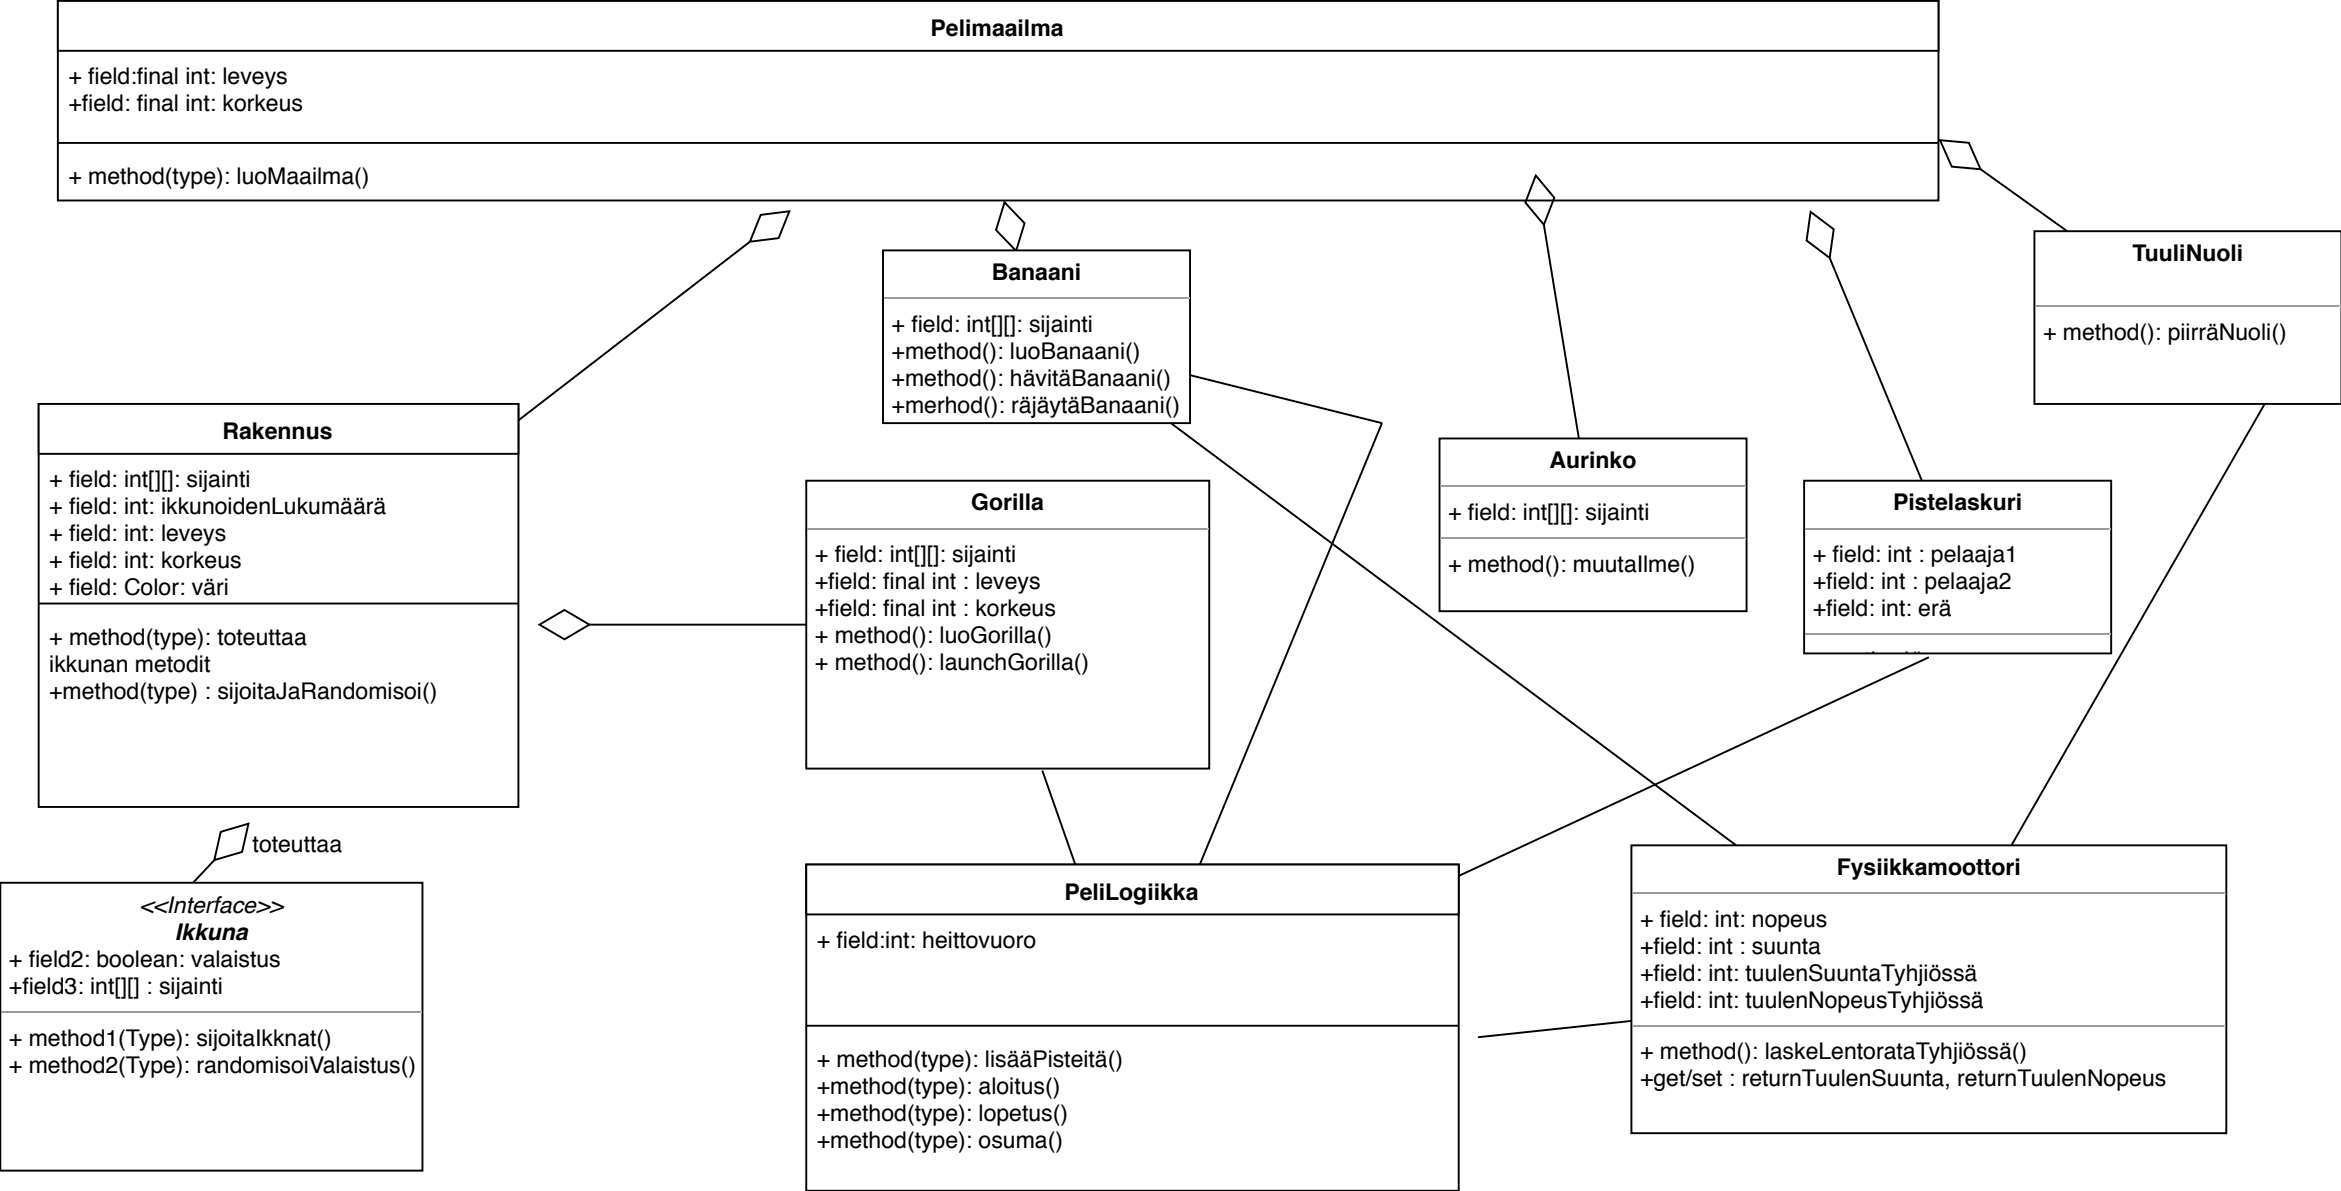 Pelimaailma
+ field:final int: leveys
+field: final int: korkeus
+ method(type): luoMaailma()
Banaani
+ field: int[][]: sijainti
+method(): luoBanaani()
+method(): hävitäBanaani()
+merhod(): räjäytäBanaani()
TuuliNuoli
+ method(): piirräNuoli()
Rakennus
+ field: int[][]: sijainti
+ field: int: ikkunoidenLukumäärä
+ field: int: leveys
+ field: int: korkeus
+ field: Color: väri
+ method(type): toteuttaa
ikkunan metodit
+method(type) : sijoitaJaRandomisoi()
Gorilla
+ field: int[][]: sijainti
+field: final int : leveys
+field: final int : korkeus
+ method(): luoGorilla()
+ method(): launchGorilla()
Aurinko
+ field: int[][]: sijainti
+ method(): muutaIlme()
Pistelaskuri
+ field: int : pelaaja1
+field: int : pelaaja2
+field: int: erä
toteuttaa
<<Interface>>
Ikkuna
+ field2: boolean: valaistus
+field3: int[][] : sijainti
+ method1(Type): sijoitaIkknat()
+ method2(Type): randomisoiValaistus()
PeliLogiikka
+ field:int: heittovuoro
+ method(type): lisääPisteitä()
+method(type): aloitus()
+method(type): lopetus()
+method(type): osuma()
Fysiikkamoottori
+ field: int: nopeus
+field: int : suunta
+field: int: tuulenSuuntaTyhjiössä
+field: int: tuulenNopeusTyhjiössä
+ method(): laskeLentorataTyhjiössä()
+get/set : returnTuulenSuunta, returnTuulenNopeus